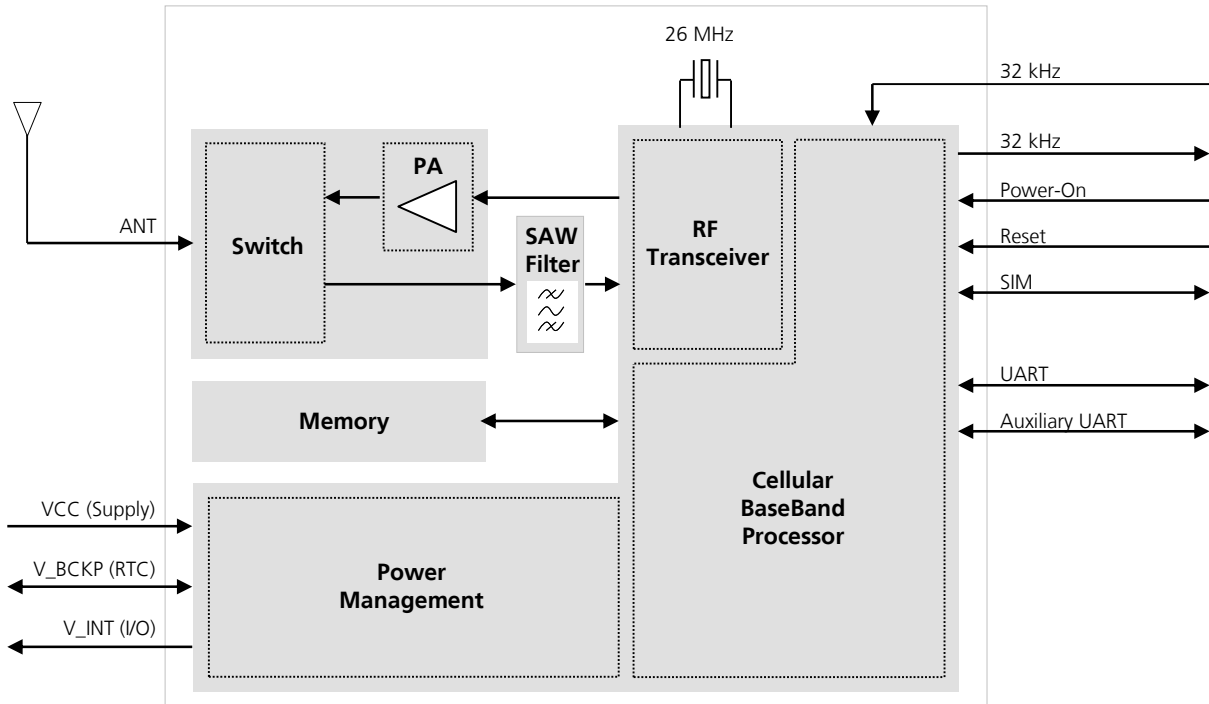 26 MHz
32 kHz
32 kHz
PA
Power-On
ANT
Switch
SAW
Filter
RF
Transceiver
Reset
SIM
UART
Memory
Auxiliary UART
Cellular
BaseBand
Processor
VCC (Supply)
V_BCKP (RTC)
Power
Management
V_INT (I/O)